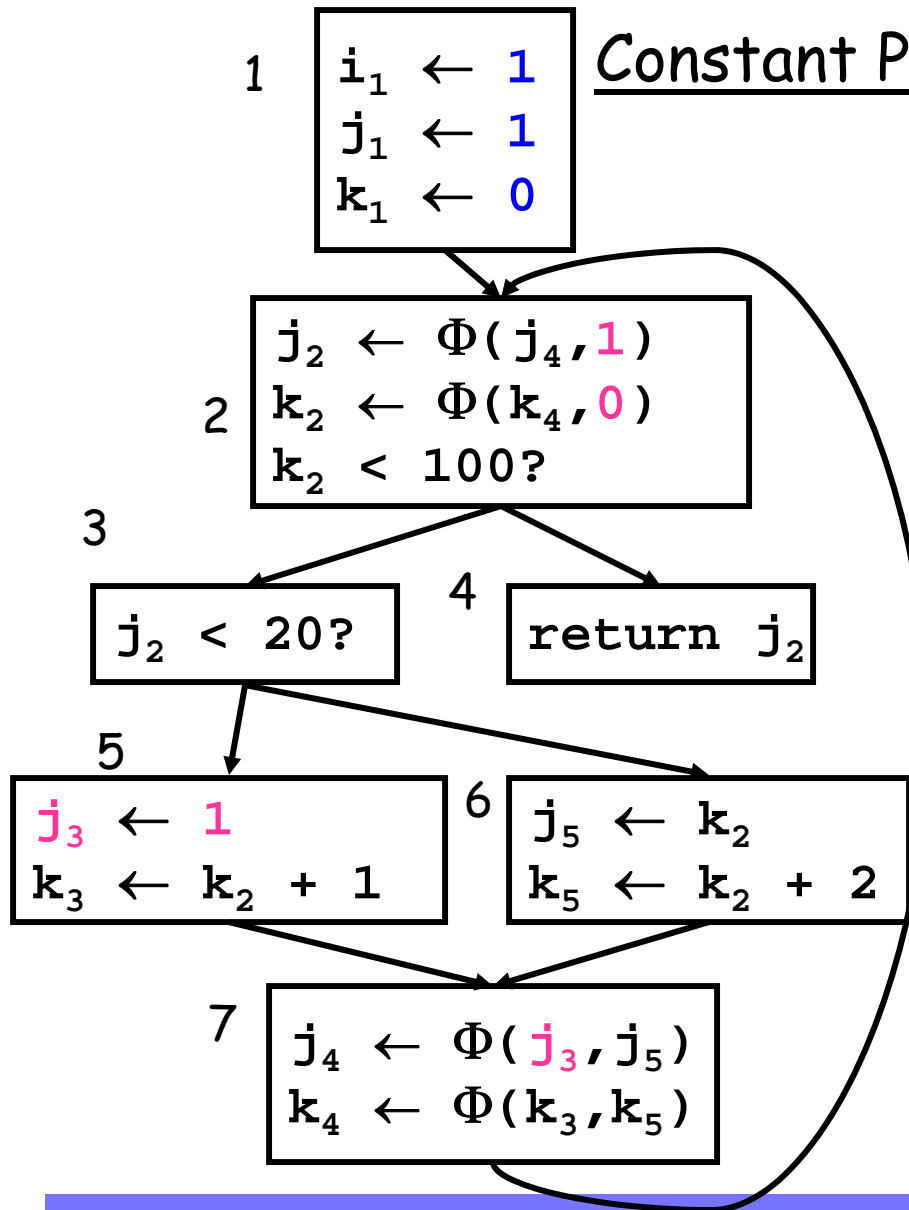 Constant P
1
i₁ ← 1
j₁ ← 1
k₁ ← 0
2
j₂ ← Φ(j₄,1)
k₂ ← Φ(k₄,0)
k₂ < 100?
3
j₂ < 20?
4
return j₂
5
j₃ ← 1
k₃ ← k₂ + 1
6
j₅ ← k₂
k₅ ← k₂ + 2
7
j₄ ← Φ(j₃,j₅)
k₄ ← Φ(k₃,k₅)